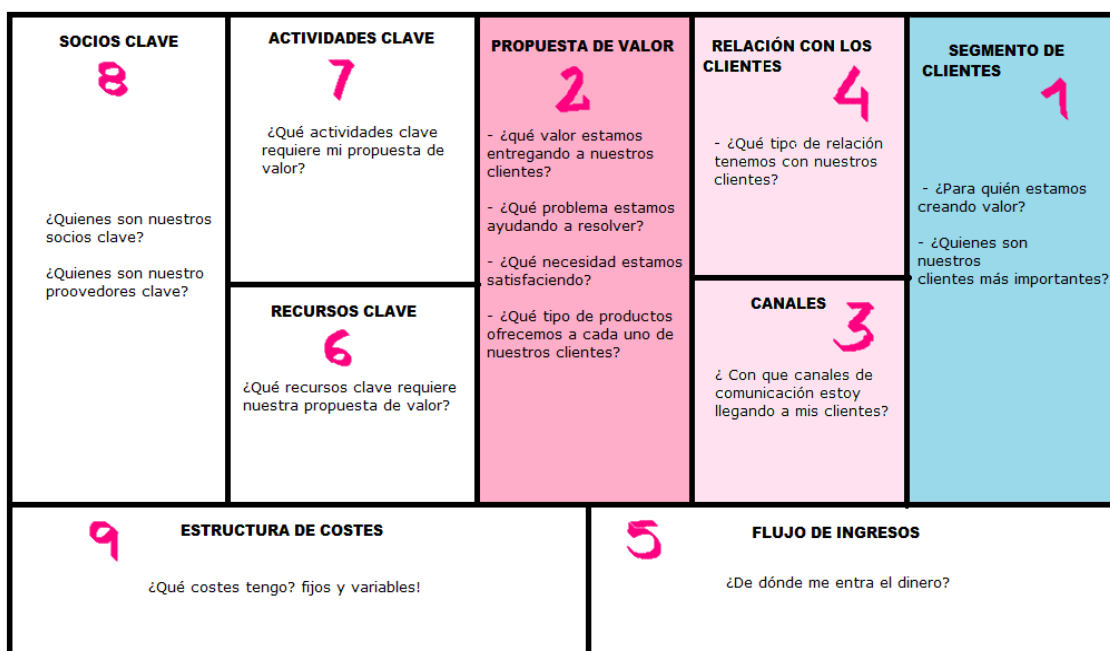 SOCIOS CLAVE
8
¿Quienes son nuestros
socios clave?
¿Quienes son nuestro
proovedores clave?
ACTIVIDADES CLAVE
7
¿Qué actividades clave
requiere mi propuesta de
valor?
RECURSOS CLAVE
6
¿Qué recursos clave requiere
nuestra propuesta de valor?
PROPUESTA DE VALOR
2
- ¿qué valor estamos
entregando a nuestros
clientes?
- ¿Qué problema estamos
ayudando a resolver?
- ¿Qué necesidad estamos
satisfaciendo?
- ¿Qué tipo de productos
ofrecemos a cada uno de
nuestros clientes?
RELACIÓN CON LOS
CLIENTES
4
- ¿Qué tipo de relación
tenemos con nuestros
clientes?
CANALES
3
¿ Con que canales de
comunicación estoy
llegando a mis clientes?
SEGMENTO DE
CLIENTES
1
- ¿Para quién estamos
creando valor?
- ¿Quienes son
nuestros
clientes más importantes?
9
ESTRUCTURA DE COSTES
¿Qué costes tengo? fijos y variables!
5
FLUJO DE INGRESOS
¿De dónde me entra el dinero?